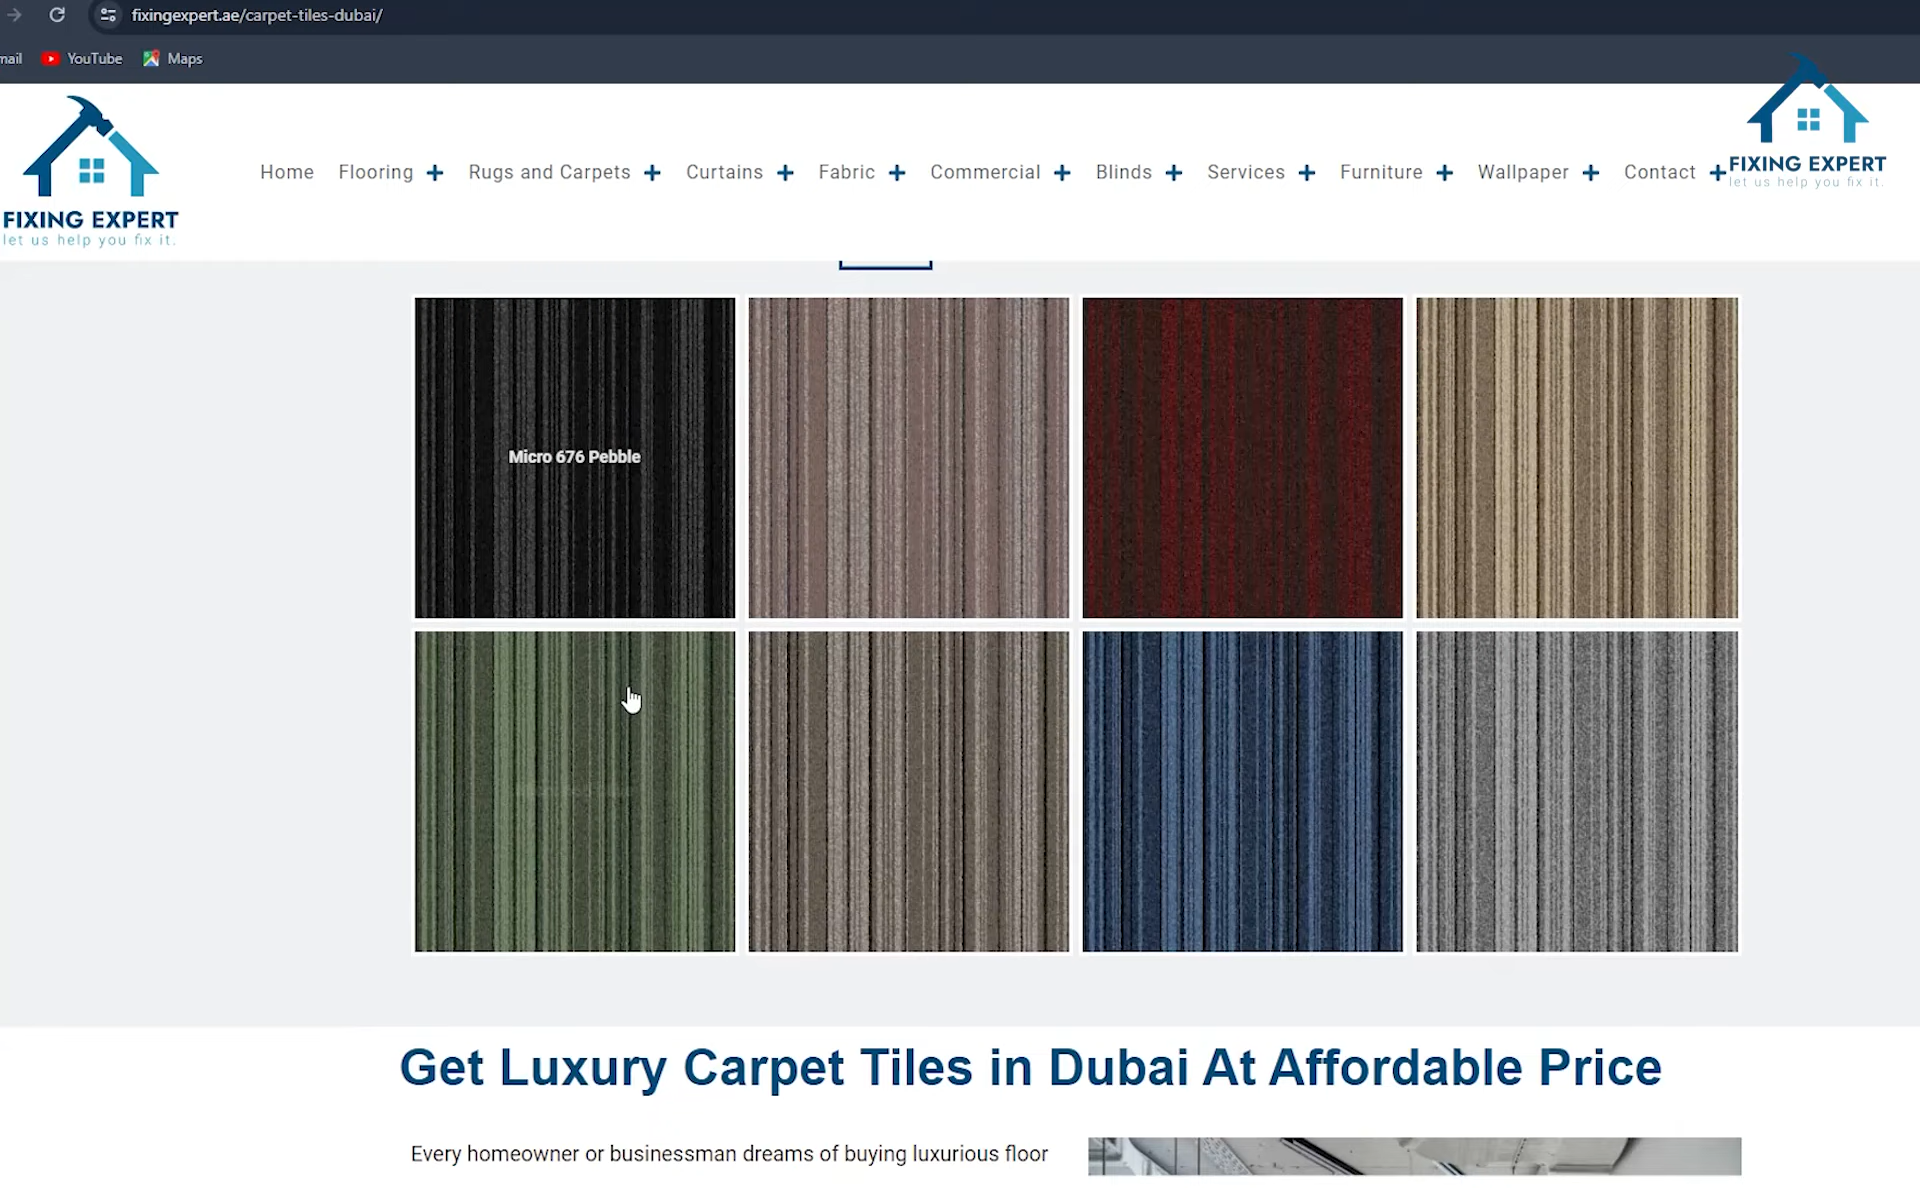 fixingexpert.ae/carpet-tiles-dubai/
mail YouTube Maps
FIXING EXPERT
let us help you fix it.
Home Flooring + Rugs and Carpets + Curtains + Fabric + Commercial + Blinds + Services + Furniture + Wallpaper + Contact +
FIXING EXPERT
let us help you fix it.
Micro 676 Pebble
Get Luxury Carpet Tiles in Dubai At Affordable Price
Every homeowner or businessman dreams of buying luxurious floor